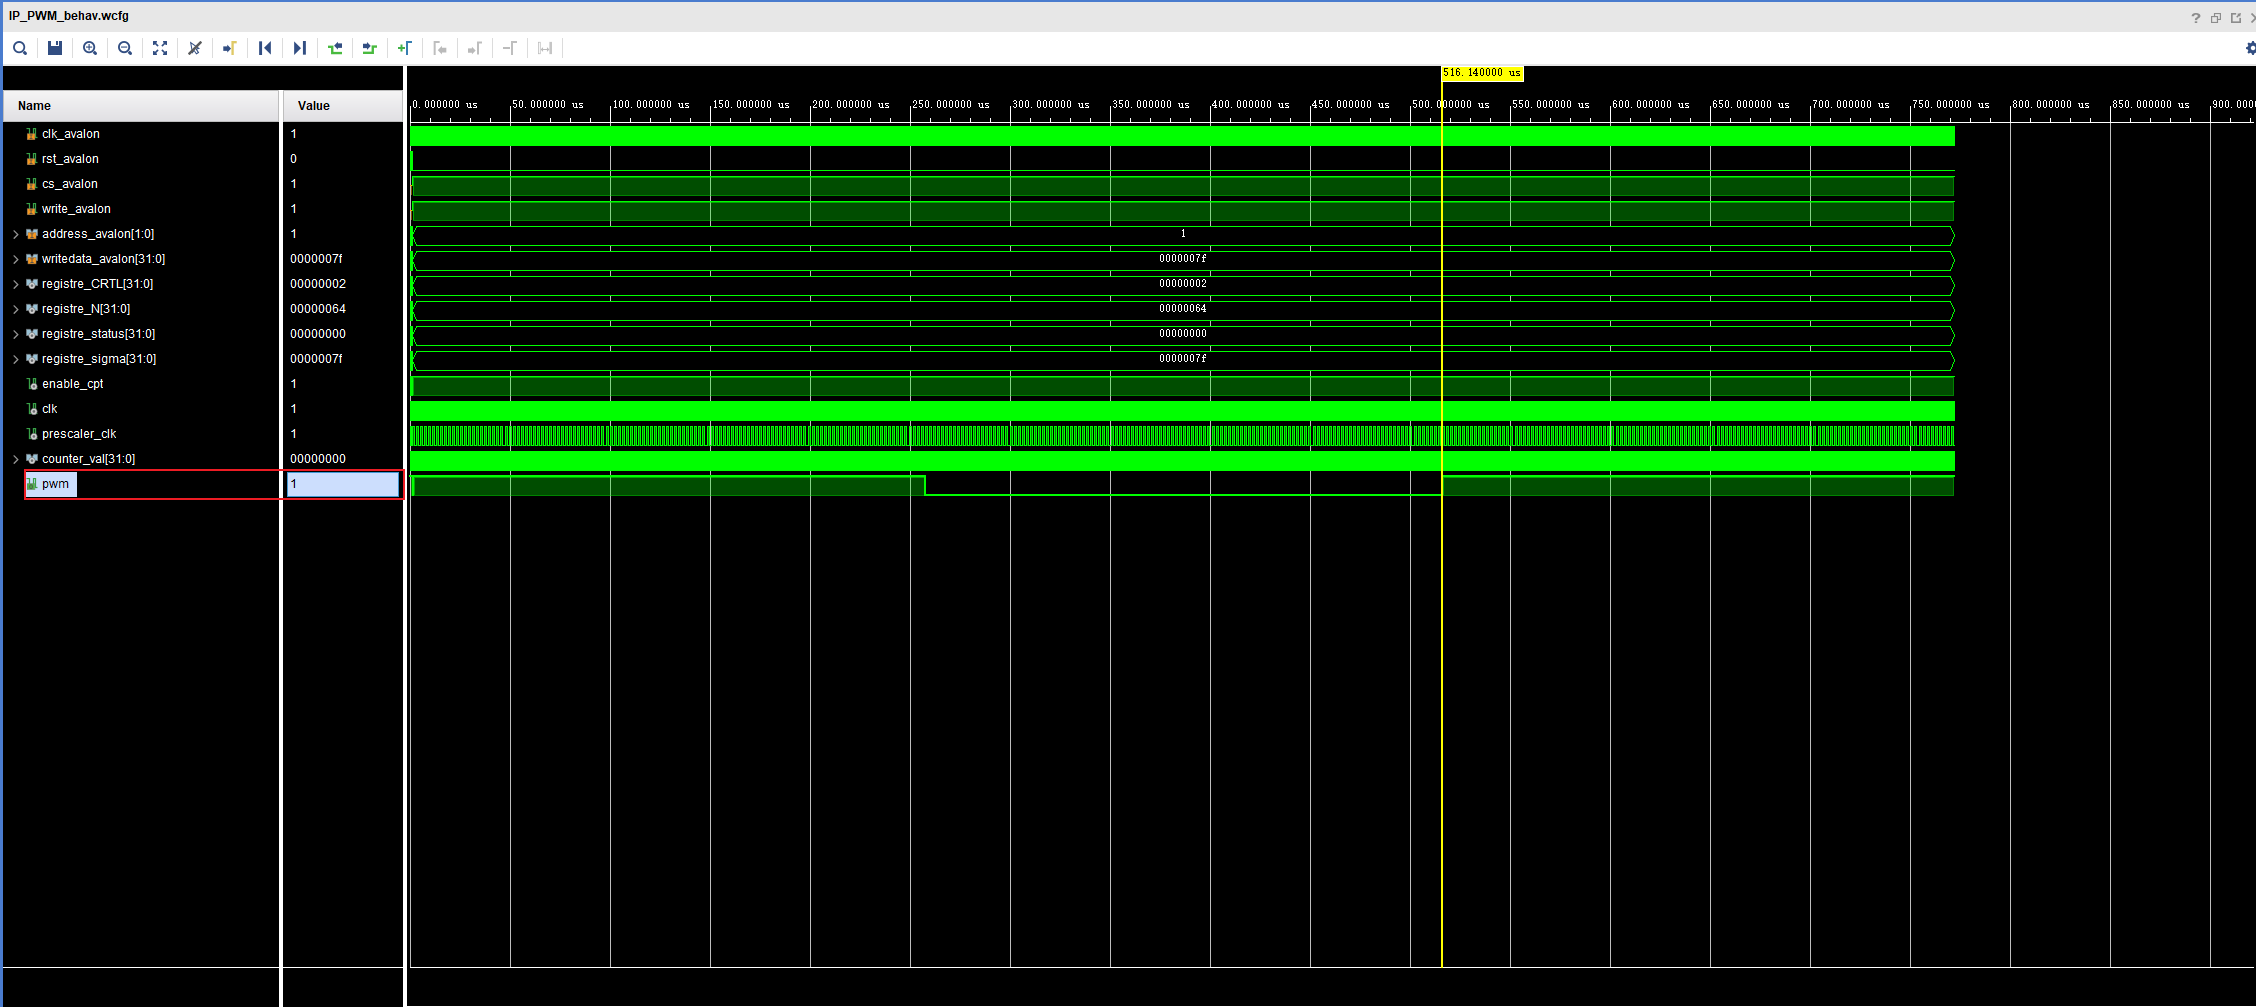 IP_PWM_behav.wcfg
516.140000 us
Name Value
0.000000 us 50.000000 us 100.000000 us 150.000000 us 200.000000 us 250.000000 us 300.000000 us 350.000000 us 400.000000 us 450.000000 us 500.000000 us 550.000000 us 600.000000 us 650.000000 us 700.000000 us 750.000000 us 800.000000 us 850.000000 us 900.0000
clk_avalon 1
rst_avalon 0
cs_avalon 1
write_avalon 1
address_avalon[1:0] 1 1
writedata_avalon[31:0] 0000007f 0000007f
registre_CRTL[31:0] 00000002 00000002
registre_N[31:0] 00000064 00000064
registre_status[31:0] 00000000 00000000
registre_sigma[31:0] 0000007f 0000007f
enable_cpt 1
clk 1
prescaler_clk 1
counter_val[31:0] 00000000
pwm 1